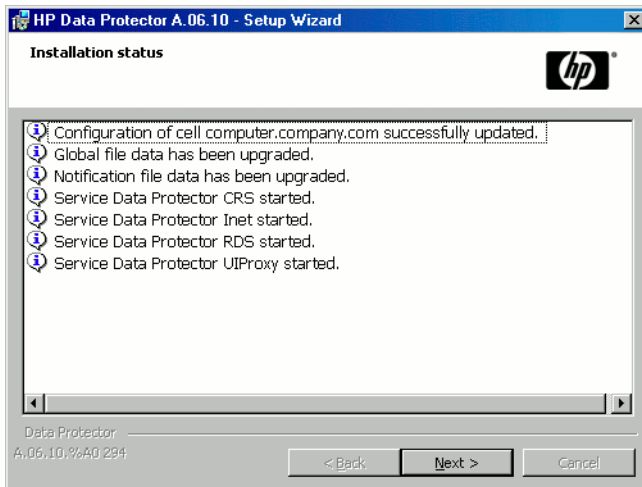 HP Data Protector A.06.10 - Setup Wizard
Installation status
hp
Configuration of cell computer.company.com successfully updated.
Global file data has been upgraded.
Notification file data has been upgraded.
Service Data Protector CRS started.
Service Data Protector Inet started.
Service Data Protector RDS started.
Service Data Protector UIProxy started.
Data Protector
A.06.10.%A0 294
< Back
Next >
Cancel